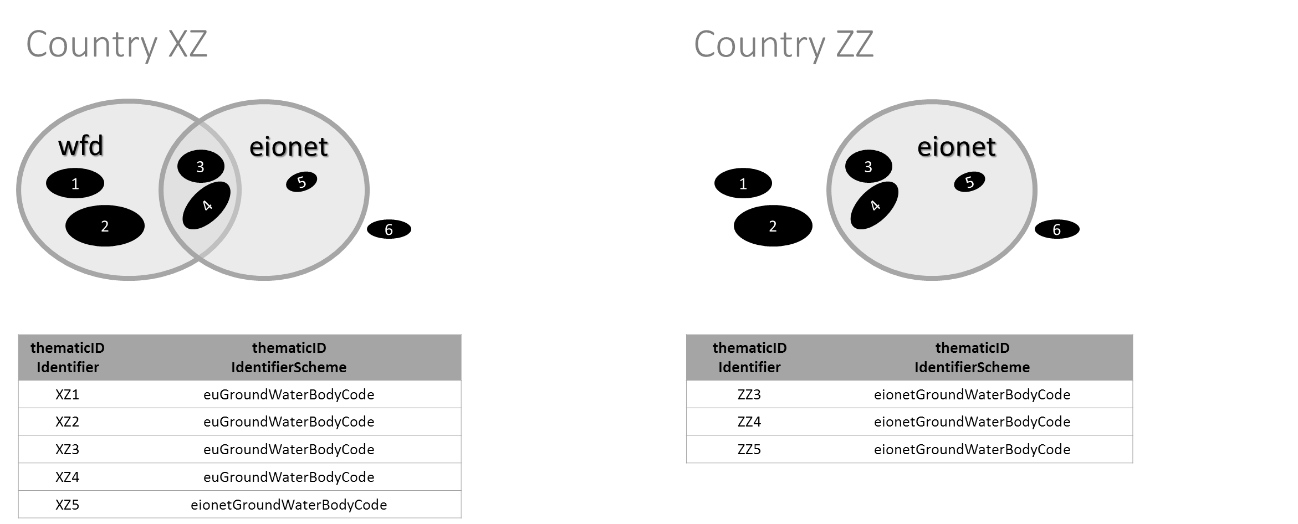 Country XZ
wfd
eionet
1
2
3
4
5
6
thematicID
Identifier
thematicID
IdentifierScheme
XZ1 euGroundWaterBodyCode
XZ2 euGroundWaterBodyCode
XZ3 euGroundWaterBodyCode
XZ4 euGroundWaterBodyCode
XZ5 eionetGroundWaterBodyCode
Country ZZ
eionet
1
2
3
4
5
6
thematicID
Identifier
thematicID
IdentifierScheme
ZZ3 eionetGroundWaterBodyCode
ZZ4 eionetGroundWaterBodyCode
ZZ5 eionetGroundWaterBodyCode